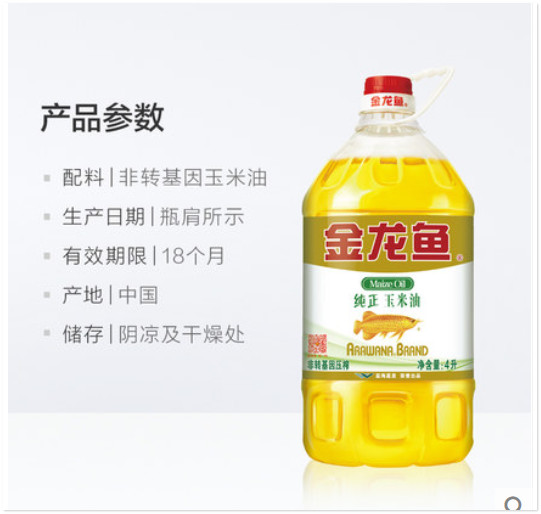 产品参数
配料|非转基因玉米油
生产日期|瓶肩所示
有效期限|18个月
产地|中国
储存|阴凉及干燥处
金龙鱼
金龙鱼
Maize Oil
纯正玉米油
ARAWANA BRAND
非转基因压榨
净含量:4升